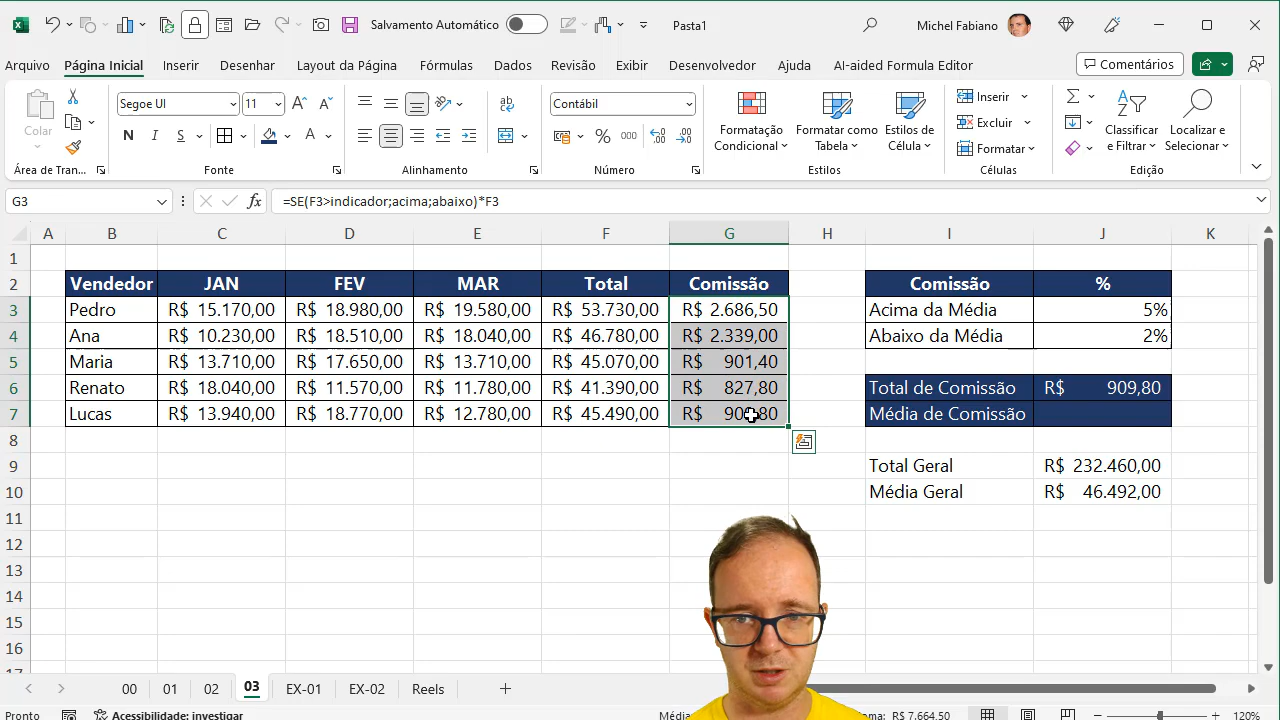 Salvamento Automático
Pasta1
Michel Fabiano
Arquivo Página Inicial Inserir Desenhar Layout da Página Fórmulas Dados Revisão Exibir Desenvolvedor Ajuda AI-aided Formula Editor
Comentários
Colar
Segoe UI 11
N I S
Contábil
% 000
Formatação Condicional
Formatar como Tabela
Estilos de Célula
Inserir
Excluir
Formatar
Classificar e Filtrar
Localizar e Selecionar
Área de Tran... Fonte Alinhamento Número Estilos Células Edição
G3 fx =SE(F3>indicador;acima;abaixo)*F3
A B C D E F G H I J K
1
2 Vendedor JAN FEV MAR Total Comissão Comissão %
3 Pedro R$ 15.170,00 R$ 18.980,00 R$ 19.580,00 R$ 53.730,00 R$ 2.686,50 Acima da Média 5%
4 Ana R$ 10.230,00 R$ 18.510,00 R$ 18.040,00 R$ 46.780,00 R$ 2.339,00 Abaixo da Média 2%
5 Maria R$ 13.710,00 R$ 17.650,00 R$ 13.710,00 R$ 45.070,00 R$ 901,40
6 Renato R$ 18.040,00 R$ 11.570,00 R$ 11.780,00 R$ 41.390,00 R$ 827,80 Total de Comissão R$ 909,80
7 Lucas R$ 13.940,00 R$ 18.770,00 R$ 12.780,00 R$ 45.490,00 R$ Média de Comissão
8
9 Total Geral R$ 232.460,00
10 Média Geral R$ 46.492,00
11
12
13
14
15
16
17
00 01 02 03 EX-01 EX-02 Reels
Pronto Acessibilidade: investigar R$ 7.664,50 120%